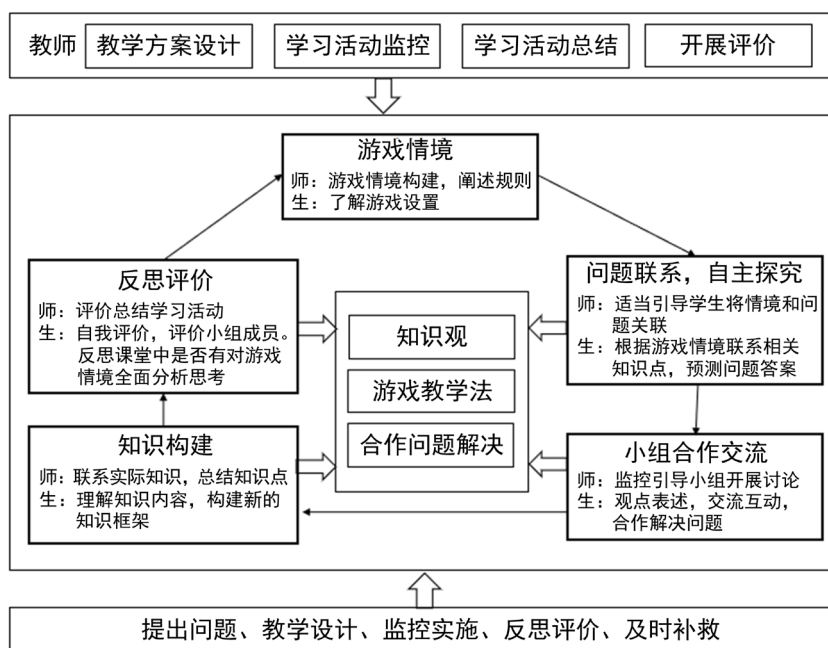 教师 教学方案设计 学习活动监控 学习活动总结 开展评价
游戏情境
师：游戏情境构建，阐述规则
生：了解游戏设置
反思评价
师：评价总结学习活动
生：自我评价，评价小组成员。
反思课堂中是否有对游戏
情境全面分析思考
问题联系，自主探究
师：适当引导学生将情境和问
题关联
生：根据游戏情境联系相关
知识点，预测问题答案
知识观
游戏教学法
合作问题解决
知识构建
师：联系实际知识，总结知识点
生：理解知识内容，构建新的
知识框架
小组合作交流
师：监控引导小组开展讨论
生：观点表述，交流互动，
合作解决问题
提出问题、教学设计、监控实施、反思评价、及时补救